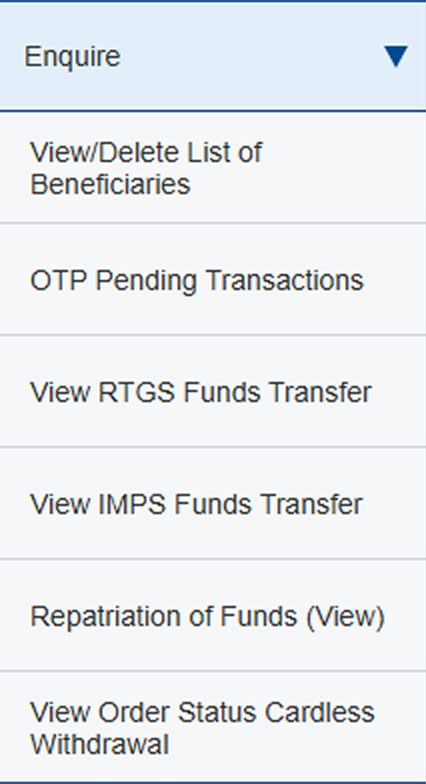 Enquire
View/Delete List of
Beneficiaries
OTP Pending Transactions
View RTGS Funds Transfer
View IMPS Funds Transfer
Repatriation of Funds (View)
View Order Status Cardless
Withdrawal